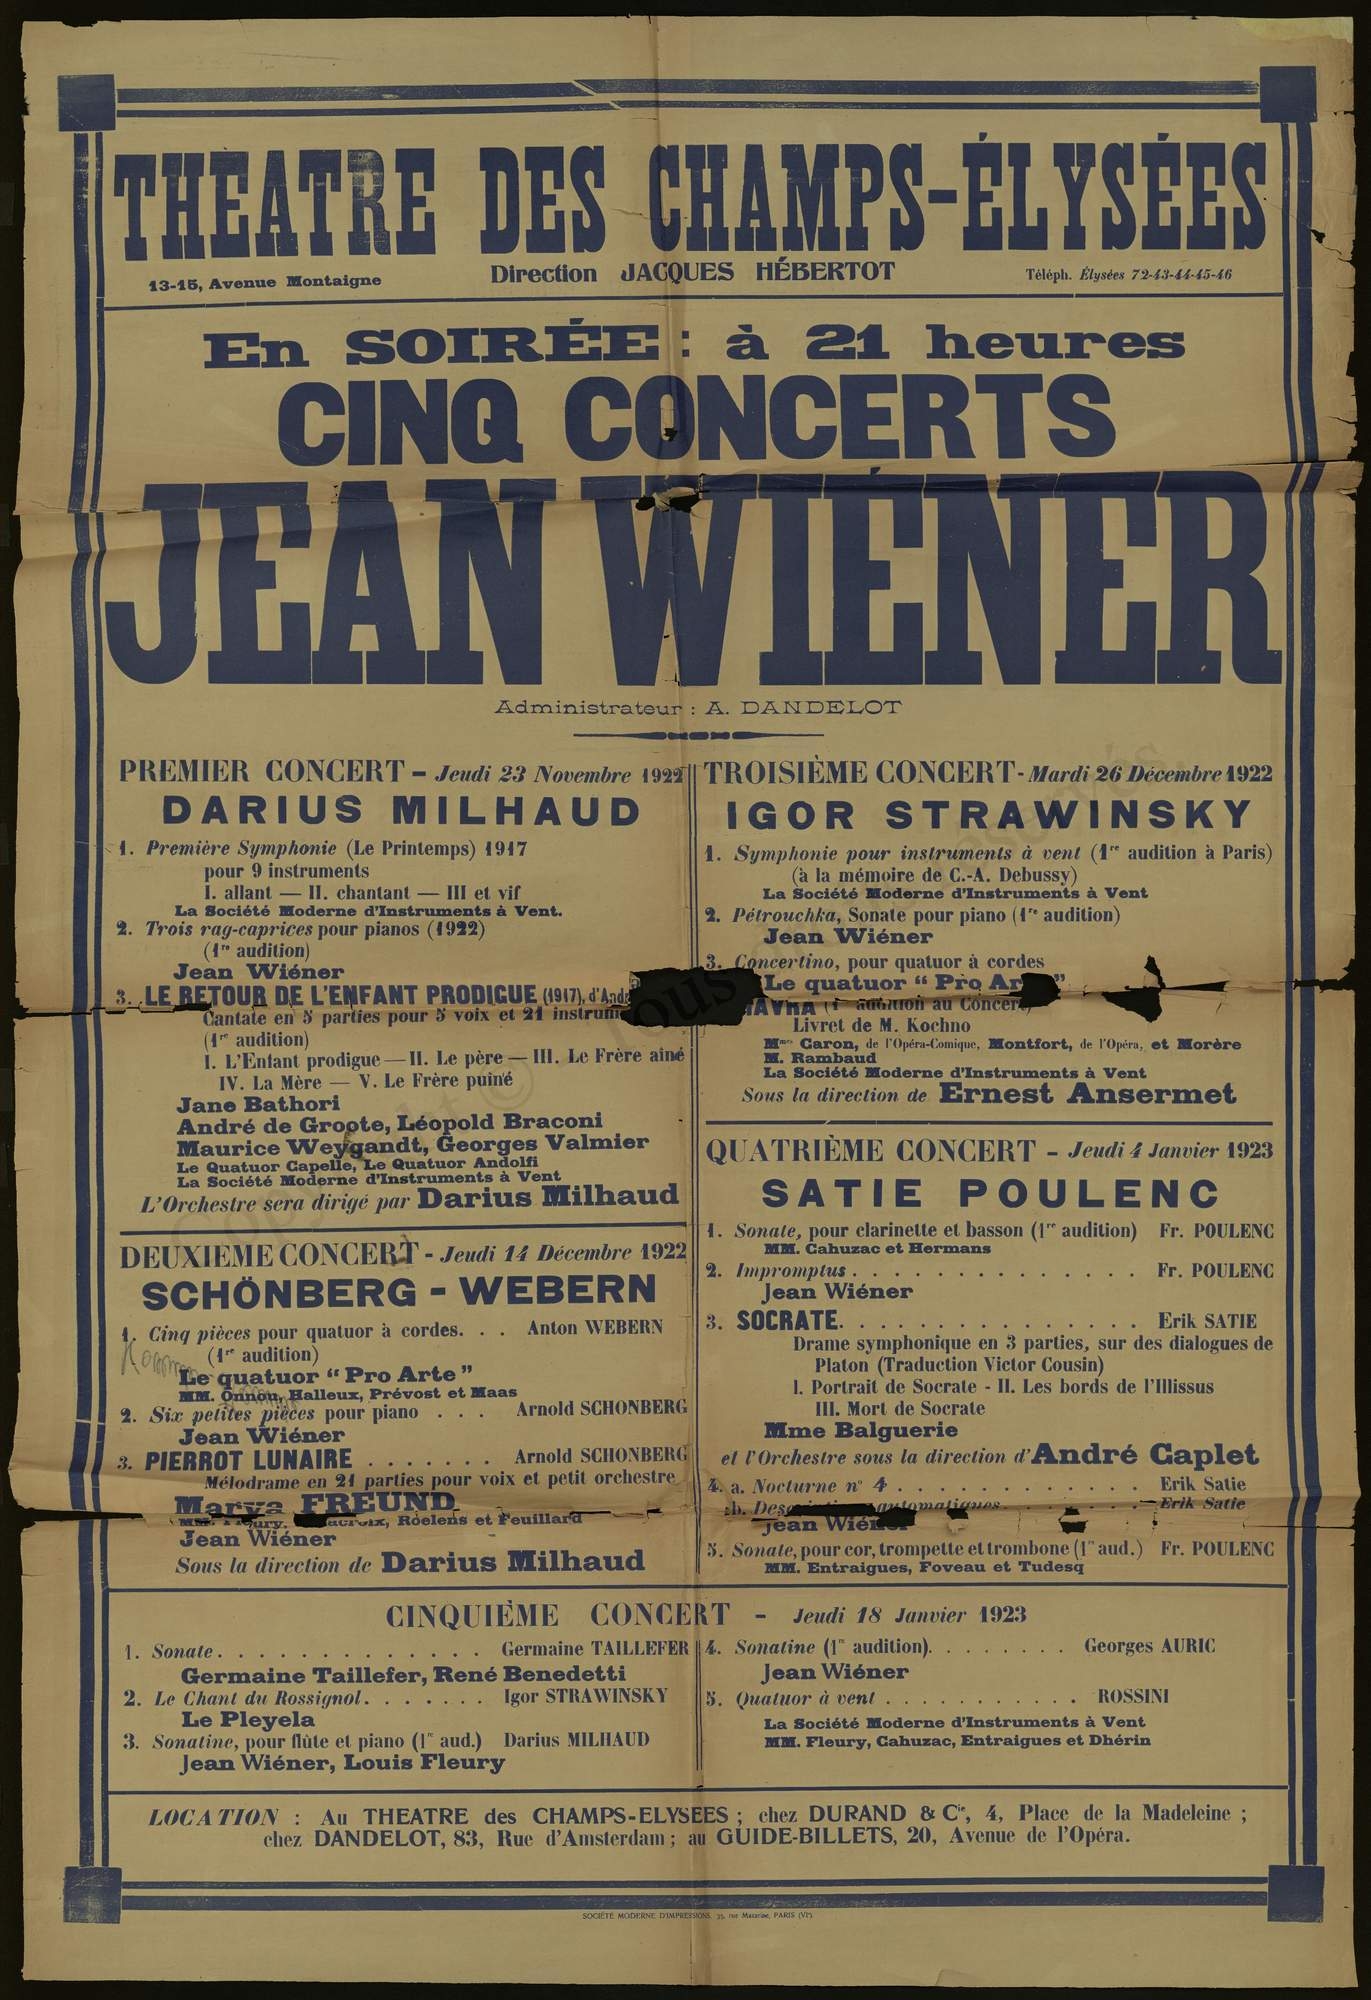 THEATRE DES CHAMPS-ÉLYSÉES
13-15, Avenue Montaigne
Direction JACQUES HÉBERTOT
Téléph. Élysées 72-43-44-45-46
En SOIRÉE : à 21 heures
CINQ CONCERTS
JEAN WIÉNER
Administrateur : A. DANDELOT
PREMIER CONCERT - Jeudi 23 Novembre 1922
DARIUS MILHAUD
1. Première Symphonie (Le Printemps) 1917
pour 9 instruments
I. allant — II. chantant — III et vif
La Société Moderne d'Instruments à Vent.
2. Trois rag-caprices pour pianos (1922)
(1re audition)
Jean Wiéner
3. LE RETOUR DE L'ENFANT PRODIGUE (1917),
Cantate en 5 parties pour 5 voix et 21
(1re audition)
I. L'Enfant prodigue — II. Le père — III. Le Frère aîné
IV. La Mère — V. Le Frère puîné
Jane Bathori
André de Groote, Léopold Braconi
Maurice Weygandt, Georges Valmier
Le Quatuor Capelle, Le Quatuor Andolfi
La Société Moderne d'Instruments à Vent
L'Orchestre sera dirigé par Darius Milhaud
DEUXIEME CONCERT - Jeudi 14 Décembre 1922
SCHÖNBERG - WEBERN
1. Cinq pièces pour quatuor à cordes. . . Anton WEBERN
(1re audition)
Le quatuor “ Pro Arte ”
MM. Onnou, Halleux, Prévost et Maas
2. Six petites pièces pour piano . . . Arnold SCHONBERG
Jean Wiéner
3. PIERROT LUNAIRE . . . . . . . Arnold SCHONBERG
Mélodrame en 21 parties pour voix et petit orchestre
Marya FREUND
MM. Roelens et Feuillard
Jean Wiéner
Sous la direction de Darius Milhaud
TROISIÈME CONCERT - Mardi 26 Décembre 1922
IGOR STRAWINSKY
1. Symphonie pour instruments à vent (1re audition à Paris)
(à la mémoire de C.-A. Debussy)
La Société Moderne d'Instruments à Vent
2. Pétrouchka, Sonate pour piano (1re audition)
Jean Wiéner
3. Concertino, pour quatuor à cordes
Le quatuor “ Pro ”
MAVRA (1re audition au Concert)
Livret de M. Kochno
Mmes Caron, de l'Opéra-Comique, Montfort, de l'Opéra, et Morère
M. Rambaud
La Société Moderne d'Instruments à Vent
Sous la direction de Ernest Ansermet
QUATRIÈME CONCERT - Jeudi 4 Janvier 1923
SATIE POULENC
1. Sonate, pour clarinette et basson (1re audition) Fr. POULENC
MM. Cahuzac et Hermans
2. Impromptus . . . . . . . . . . . . . . Fr. POULENC
Jean Wiéner
3. SOCRATE. . . . . . . . . . . . . . . Erik SATIE
Drame symphonique en 3 parties, sur des dialogues de
Platon (Traduction Victor Cousin)
I. Portrait de Socrate - II. Les bords de l'Illissus
III. Mort de Socrate
Mme Balguerie
et l'Orchestre sous la direction d'André Caplet
4. a. Nocturne no 4 . . . . . . . . . . . . . Erik Satie
b. automatiques. . . . . . . . . . Erik Satie
Jean Wiéner
5. Sonate, pour cor, trompette et trombone (1re aud.) Fr. POULENC
MM. Entraigues, Foveau et Tudesq
CINQUIÈME CONCERT - Jeudi 18 Janvier 1923
1. Sonate . . . . . . . . . . . . . Germaine TAILLEFER
Germaine Taillefer, René Benedetti
2. Le Chant du Rossignol. . . . . . . Igor STRAWINSKY
Le Pleyela
3. Sonatine, pour flûte et piano (1re aud.) Darius MILHAUD
Jean Wiéner, Louis Fleury
4. Sonatine (1re audition). . . . . . . . Georges AURIC
Jean Wiéner
5. Quatuor à vent . . . . . . . . . . . ROSSINI
La Société Moderne d'Instruments à Vent
MM. Fleury, Cahuzac, Entraigues et Dhérin
LOCATION : Au THEATRE des CHAMPS-ELYSEES ; chez DURAND & Cie, 4, Place de la Madeleine ;
chez DANDELOT, 83, Rue d'Amsterdam ; au GUIDE-BILLETS, 20, Avenue de l'Opéra.
SOCIÉTÉ MODERNE D'IMPRESSIONS, 35, rue Mazarine, PARIS (VIe).